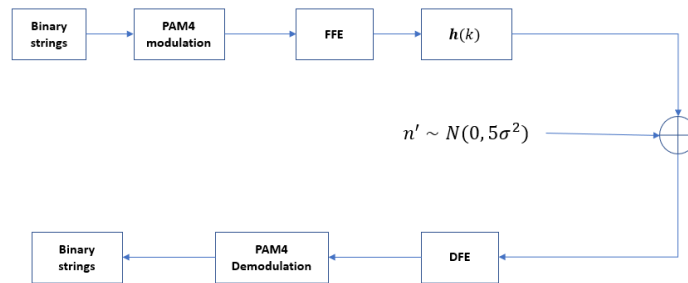 Binary
strings
PAM4
modulation
FFE
h(k)
n′ ~ N(0, 5σ²)
Binary
strings
PAM4
Demodulation
DFE